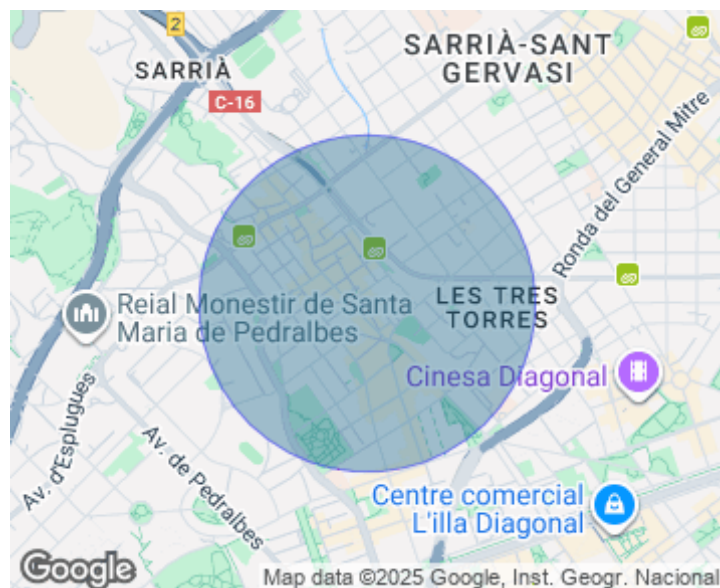 2
SARRIÀ-SANT
GERVASI
SARRIÀ
C-16
Ronda del General Mitre
LES TRES
TORRES
Reial Monestir de Santa
Maria de Pedralbes
Cinesa Diagonal
Av. d'Esplugues
Av. de Pedralbes
Centre comercial
L'illa Diagonal
Google
Map data ©2025 Google, Inst. Geogr. Nacional